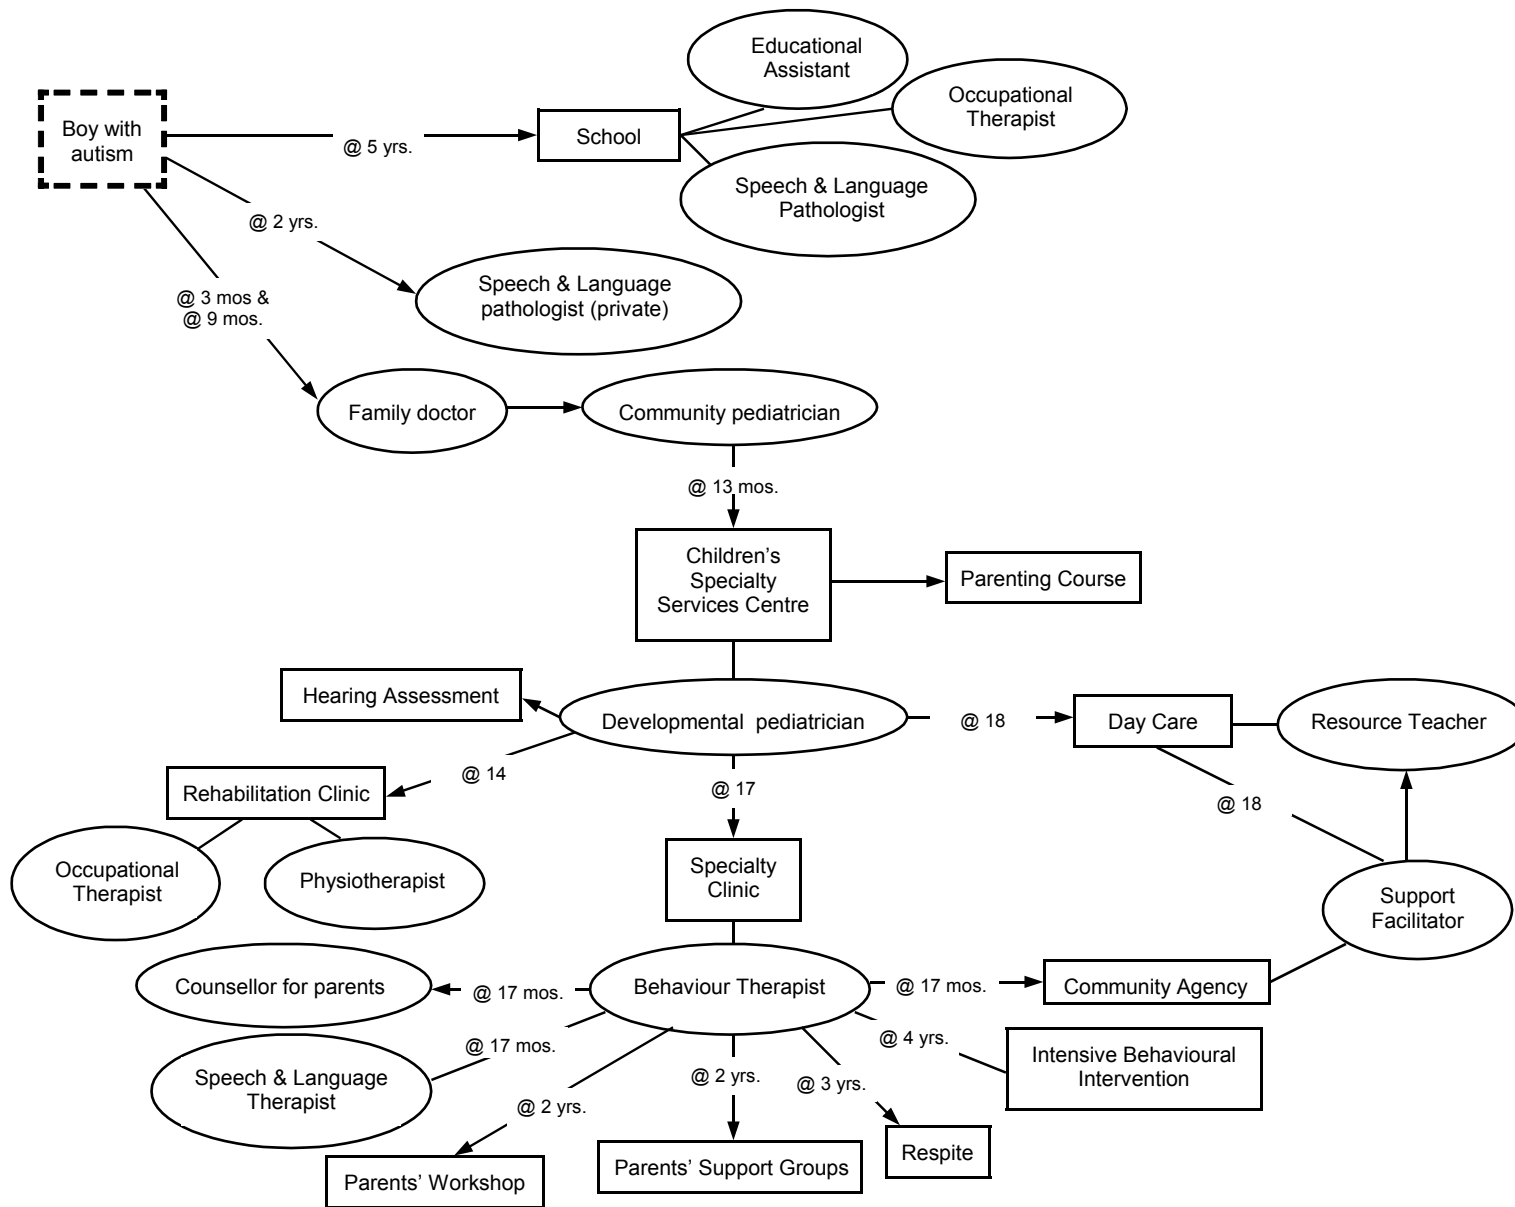 Educational
Assistant
Occupational
Therapist
Boy with
autism
@ 5 yrs.
School
Speech & Language
Pathologist
@ 2 yrs.
Speech & Language
pathologist (private)
@ 3 mos &
@ 9 mos.
Family doctor
Community pediatrician
@ 13 mos.
Children’s
Specialty
Services Centre
Parenting Course
Hearing Assessment
Developmental  pediatrician
@ 18
Day Care
Resource Teacher
@ 14
Rehabilitation Clinic
@ 17
@ 18
Occupational
Therapist
Physiotherapist
Specialty
Clinic
Support
Facilitator
Counsellor for parents
@ 17 mos.
Behaviour Therapist
@ 17 mos.
Community Agency
@ 17 mos.
@ 4 yrs.
Intensive Behavioural
Intervention
Speech & Language
Therapist
@ 2 yrs.
@ 2 yrs.
@ 3 yrs.
Parents’ Workshop
Parents’ Support Groups
Respite